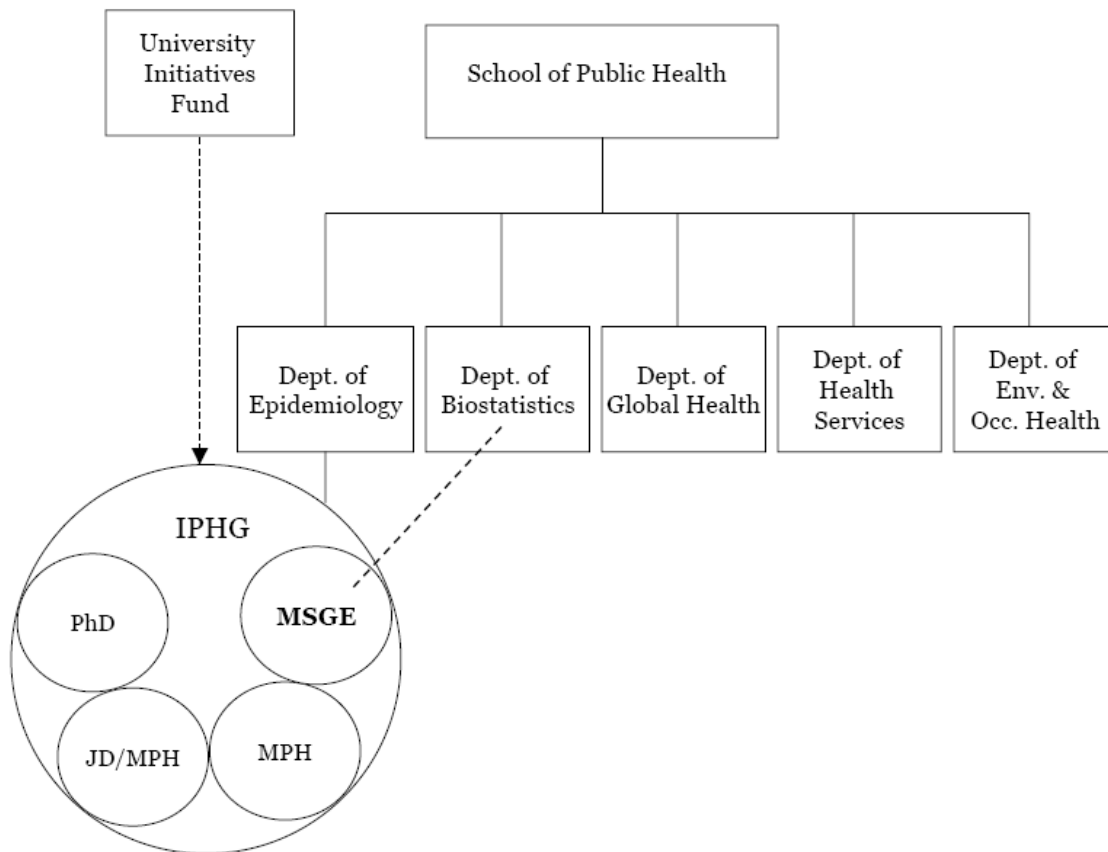 University
Initiatives
Fund
School of Public Health
Dept. of
Epidemiology
Dept. of
Biostatistics
Dept. of
Global Health
Dept. of
Health
Services
Dept. of
Env. &
Occ. Health
IPHG
PhD
MSGE
JD/MPH
MPH